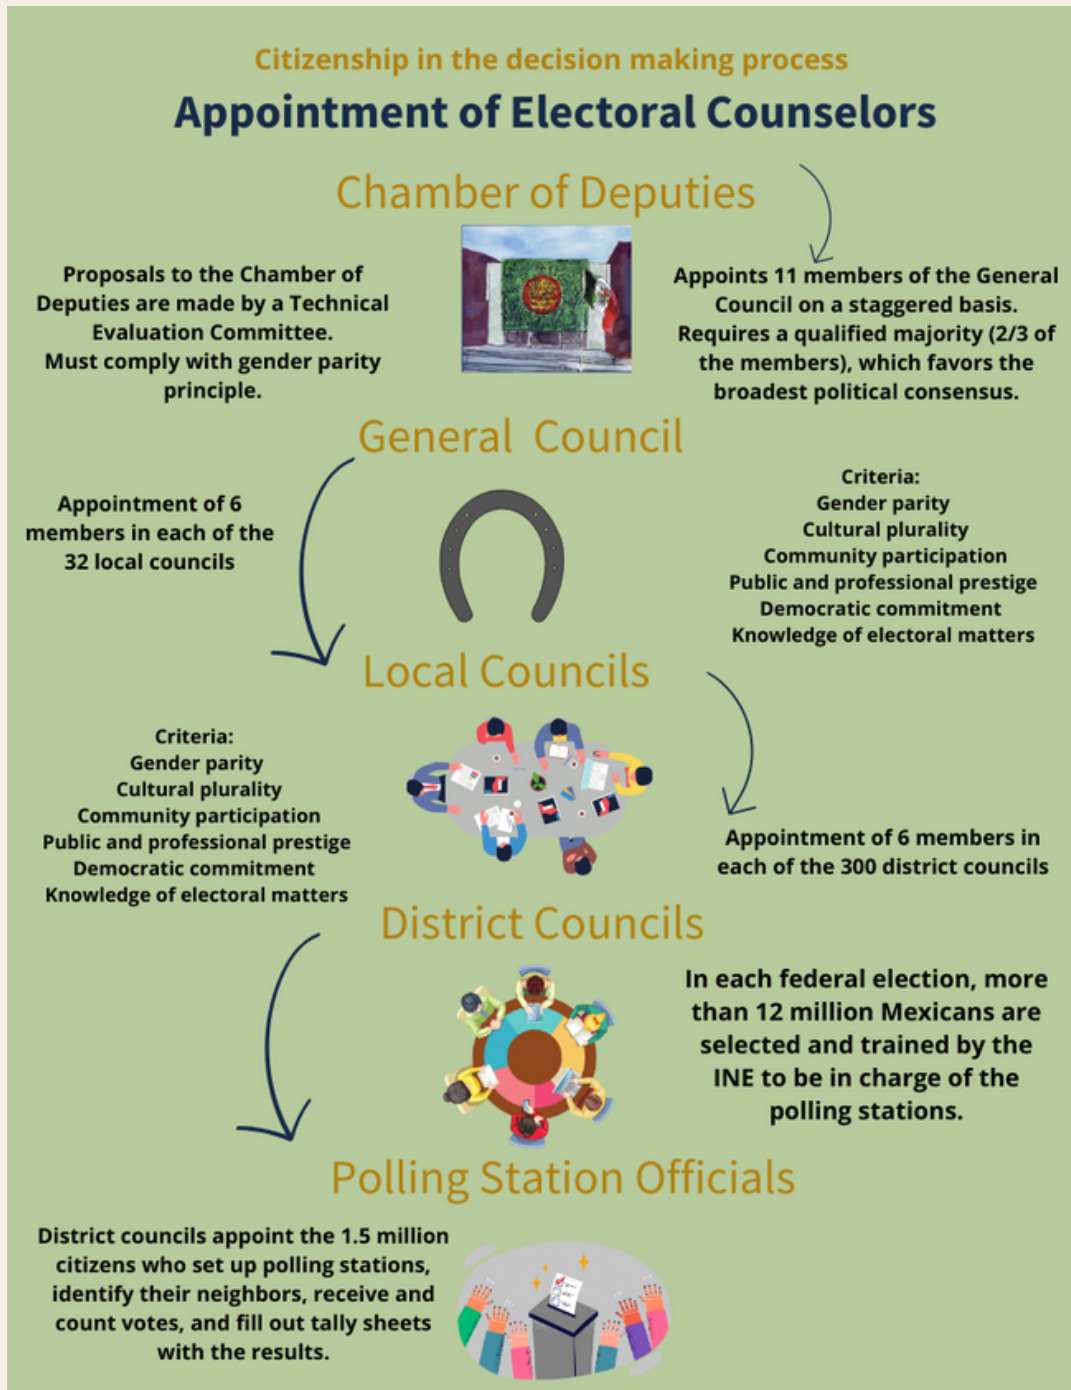 Citizenship in the decision making process
Appointment of Electoral Counselors
Chamber of Deputies
Proposals to the Chamber of
Deputies are made by a Technical
Evaluation Committee.
Must comply with gender parity
principle.
Appoints 11 members of the General
Council on a staggered basis.
Requires a qualified majority (2/3 of
the members), which favors the
broadest political consensus.
General Council
Appointment of 6
members in each of the
32 local councils
Criteria:
Gender parity
Cultural plurality
Community participation
Public and professional prestige
Democratic commitment
Knowledge of electoral matters
Local Councils
Criteria:
Gender parity
Cultural plurality
Community participation
Public and professional prestige
Democratic commitment
Knowledge of electoral matters
Appointment of 6 members in
each of the 300 district councils
District Councils
In each federal election, more
than 12 million Mexicans are
selected and trained by the
INE to be in charge of the
polling stations.
Polling Station Officials
District councils appoint the 1.5 million
citizens who set up polling stations,
identify their neighbors, receive and
count votes, and fill out tally sheets
with the results.